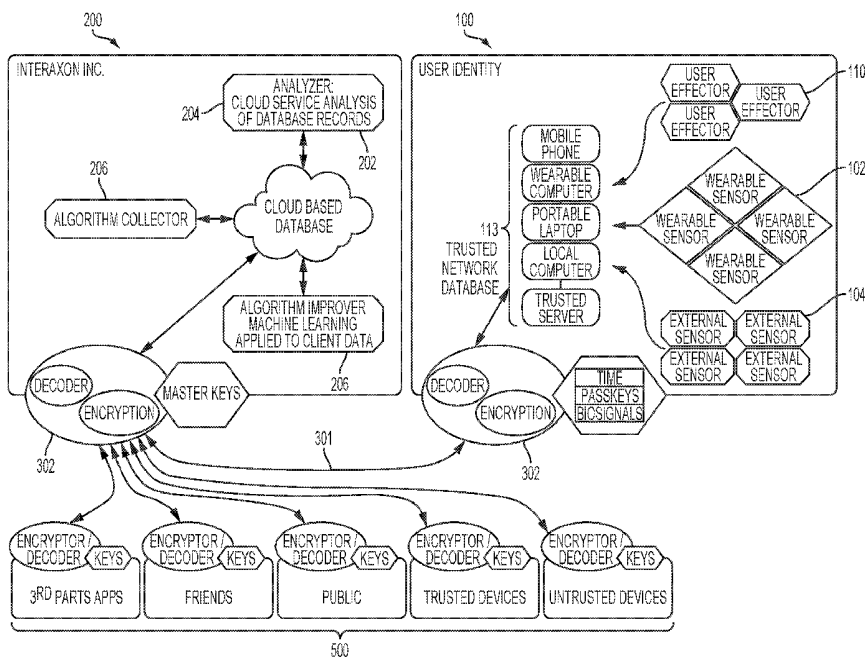 200
100
INTERAXON INC.
ANALYZER:
CLOUD SERVICE ANALYSIS
OF DATABASE RECORDS
204
202
206
ALGORITHM COLLECTOR
CLOUD BASED
DATABASE
ALGORITHM IMPROVER
MACHINE LEARNING
APPLIED TO CLIENT DATA
206
DECODER
ENCRYPTION
MASTER KEYS
302
USER IDENTITY
USER
EFFECTOR
USER
EFFECTOR
USER
EFFECTOR
110
MOBILE
PHONE
WEARABLE
COMPUTER
PORTABLE
LAPTOP
LOCAL
COMPUTER
TRUSTED
SERVER
113
TRUSTED
NETWORK
DATABASE
102
WEARABLE
SENSOR
WEARABLE
SENSOR
WEARABLE
SENSOR
WEARABLE
SENSOR
104
EXTERNAL
SENSOR
EXTERNAL
SENSOR
EXTERNAL
SENSOR
EXTERNAL
SENSOR
DECODER
ENCRYPTION
TIME
PASSKEYS
BIOSIGNALS
302
301
ENCRYPTOR/
DECODER
KEYS
3RD PARTS APPS
ENCRYPTOR/
DECODER
KEYS
FRIENDS
ENCRYPTOR/
DECODER
KEYS
PUBLIC
ENCRYPTOR/
DECODER
KEYS
TRUSTED DEVICES
ENCRYPTOR/
DECODER
KEYS
UNTRUSTED DEVICES
500